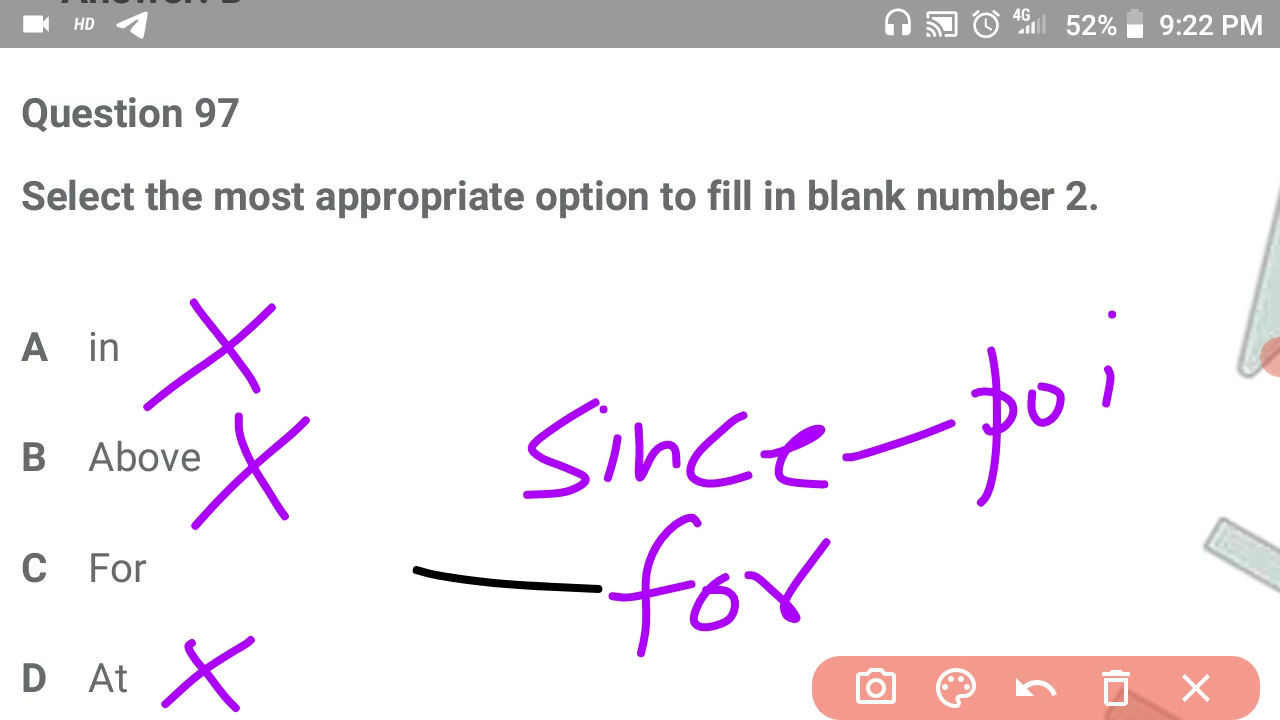 HD 4G 52% 9:22 PM
Question 97
Select the most appropriate option to fill in blank number 2.
A in
B Above
since poi
C For
for
D At